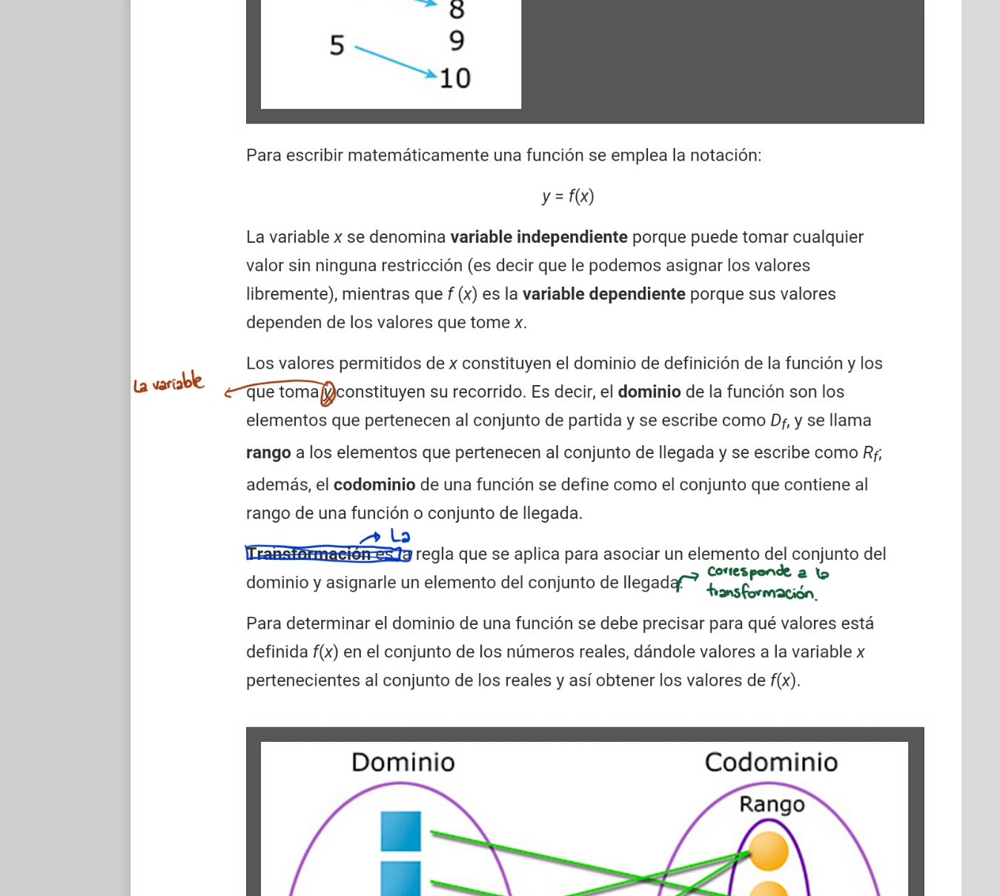 8
5
9
10
Para escribir matemáticamente una función se emplea la notación:
y = f(x)
La variable x se denomina variable independiente porque puede tomar cualquier
valor sin ninguna restricción (es decir que le podemos asignar los valores
libremente), mientras que f (x) es la variable dependiente porque sus valores
dependen de los valores que tome x.
Los valores permitidos de x constituyen el dominio de definición de la función y los
La variable
que toma y constituyen su recorrido. Es decir, el dominio de la función son los
elementos que pertenecen al conjunto de partida y se escribe como Df, y se llama
rango a los elementos que pertenecen al conjunto de llegada y se escribe como Rf;
además, el codominio de una función se define como el conjunto que contiene al
rango de una función o conjunto de llegada.
La
Transformación es la regla que se aplica para asociar un elemento del conjunto del
dominio y asignarle un elemento del conjunto de llegada.
corresponde a la
transformación.
Para determinar el dominio de una función se debe precisar para qué valores está
definida f(x) en el conjunto de los números reales, dándole valores a la variable x
pertenecientes al conjunto de los reales y así obtener los valores de f(x).
Dominio
Codominio
Rango